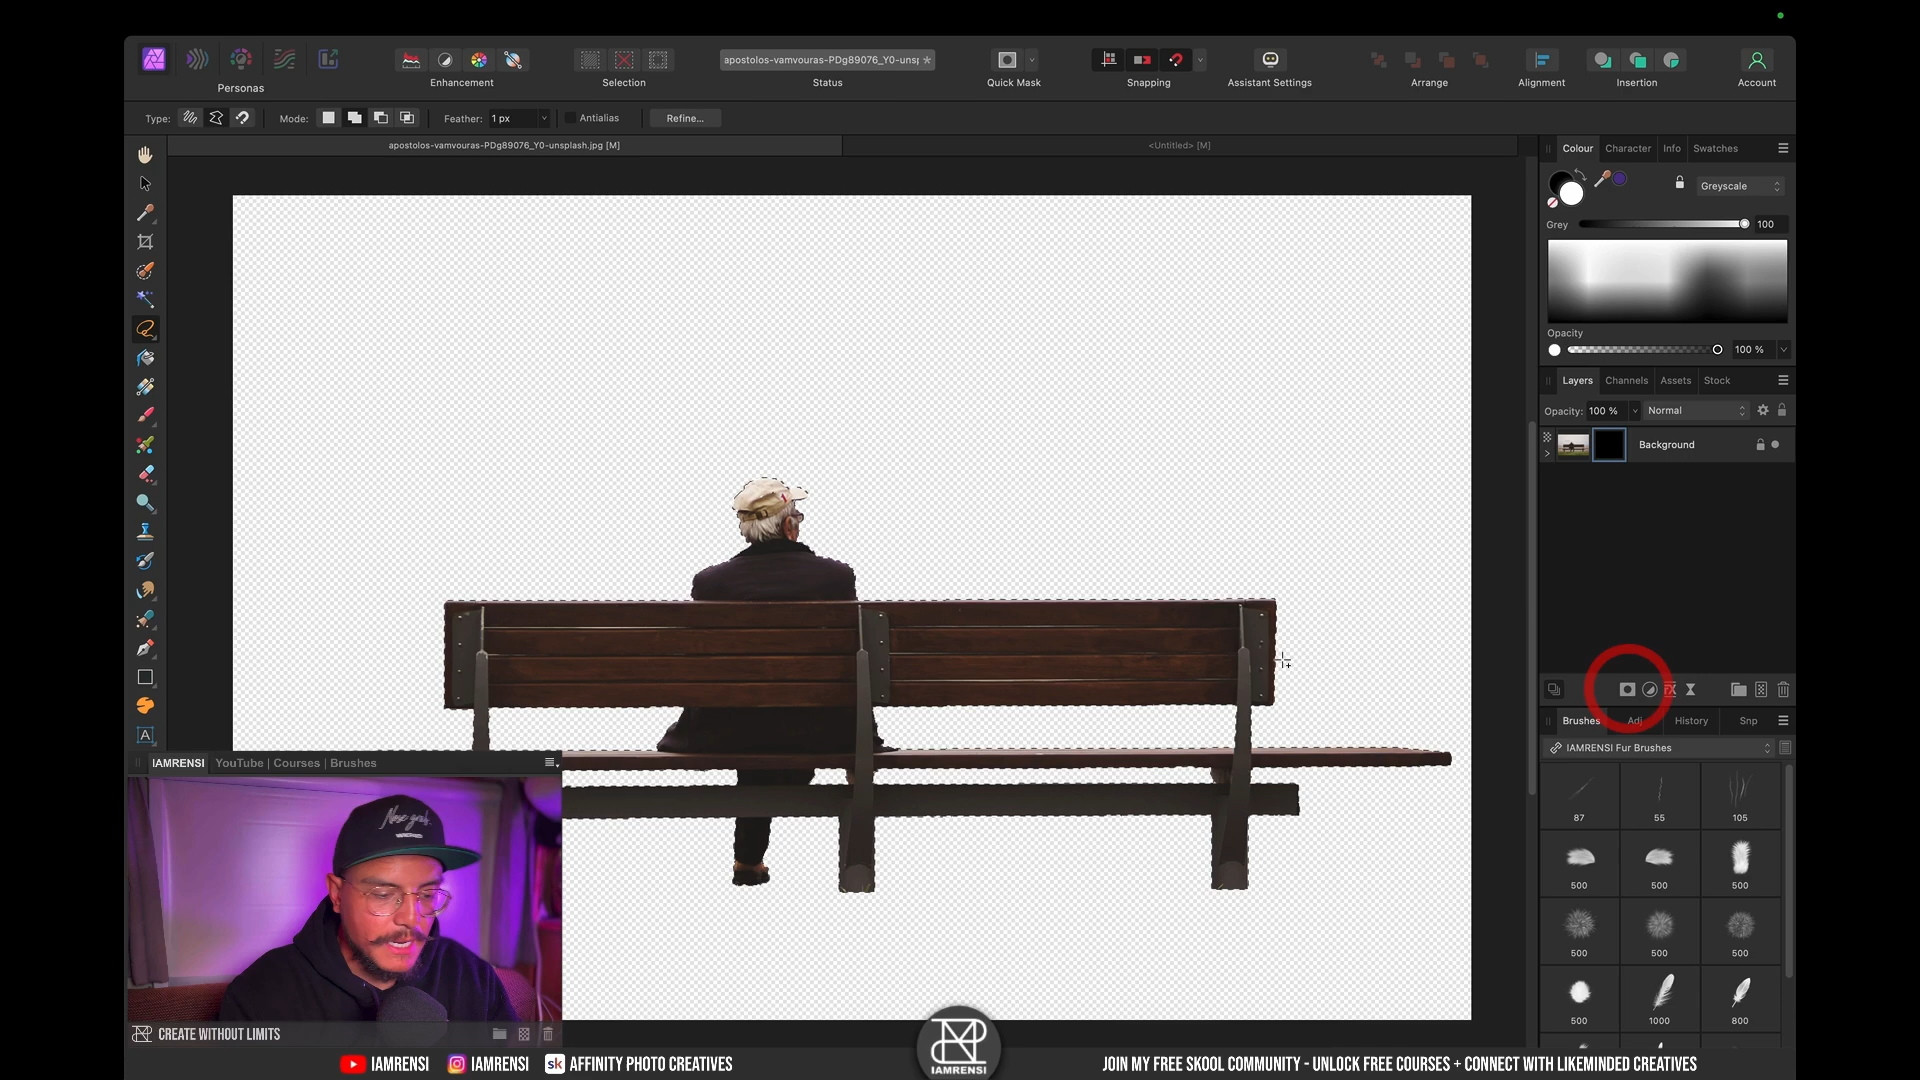 Personas
Enhancement
Selection
apostolos-vamvouras-PDg89076_Y0-unsp *
Status
Quick Mask
Snapping
Assistant Settings
Arrange
Alignment
Insertion
Account
Type:
Mode:
Feather: 1 px
Antialias
Refine...
apostolos-vamvouras-PDg89076_Y0-unsplash.jpg [M]
<Untitled> [M]
Colour Character Info Swatches
Greyscale
Grey 100
Opacity
100 %
Layers Channels Assets Stock
Opacity: 100 % Normal
Background
FX
Brushes Adj History Snp
IAMRENSI Fur Brushes
87 55 105
500 500 500
500 500 500
500 1000 800
A
IAMRENSI YouTube | Courses | Brushes
CREATE WITHOUT LIMITS
IAMRENSI
IAMRENSI
sk AFFINITY PHOTO CREATIVES
IAMRENSI
JOIN MY FREE SKOOL COMMUNITY - UNLOCK FREE COURSES + CONNECT WITH LIKEMINDED CREATIVES